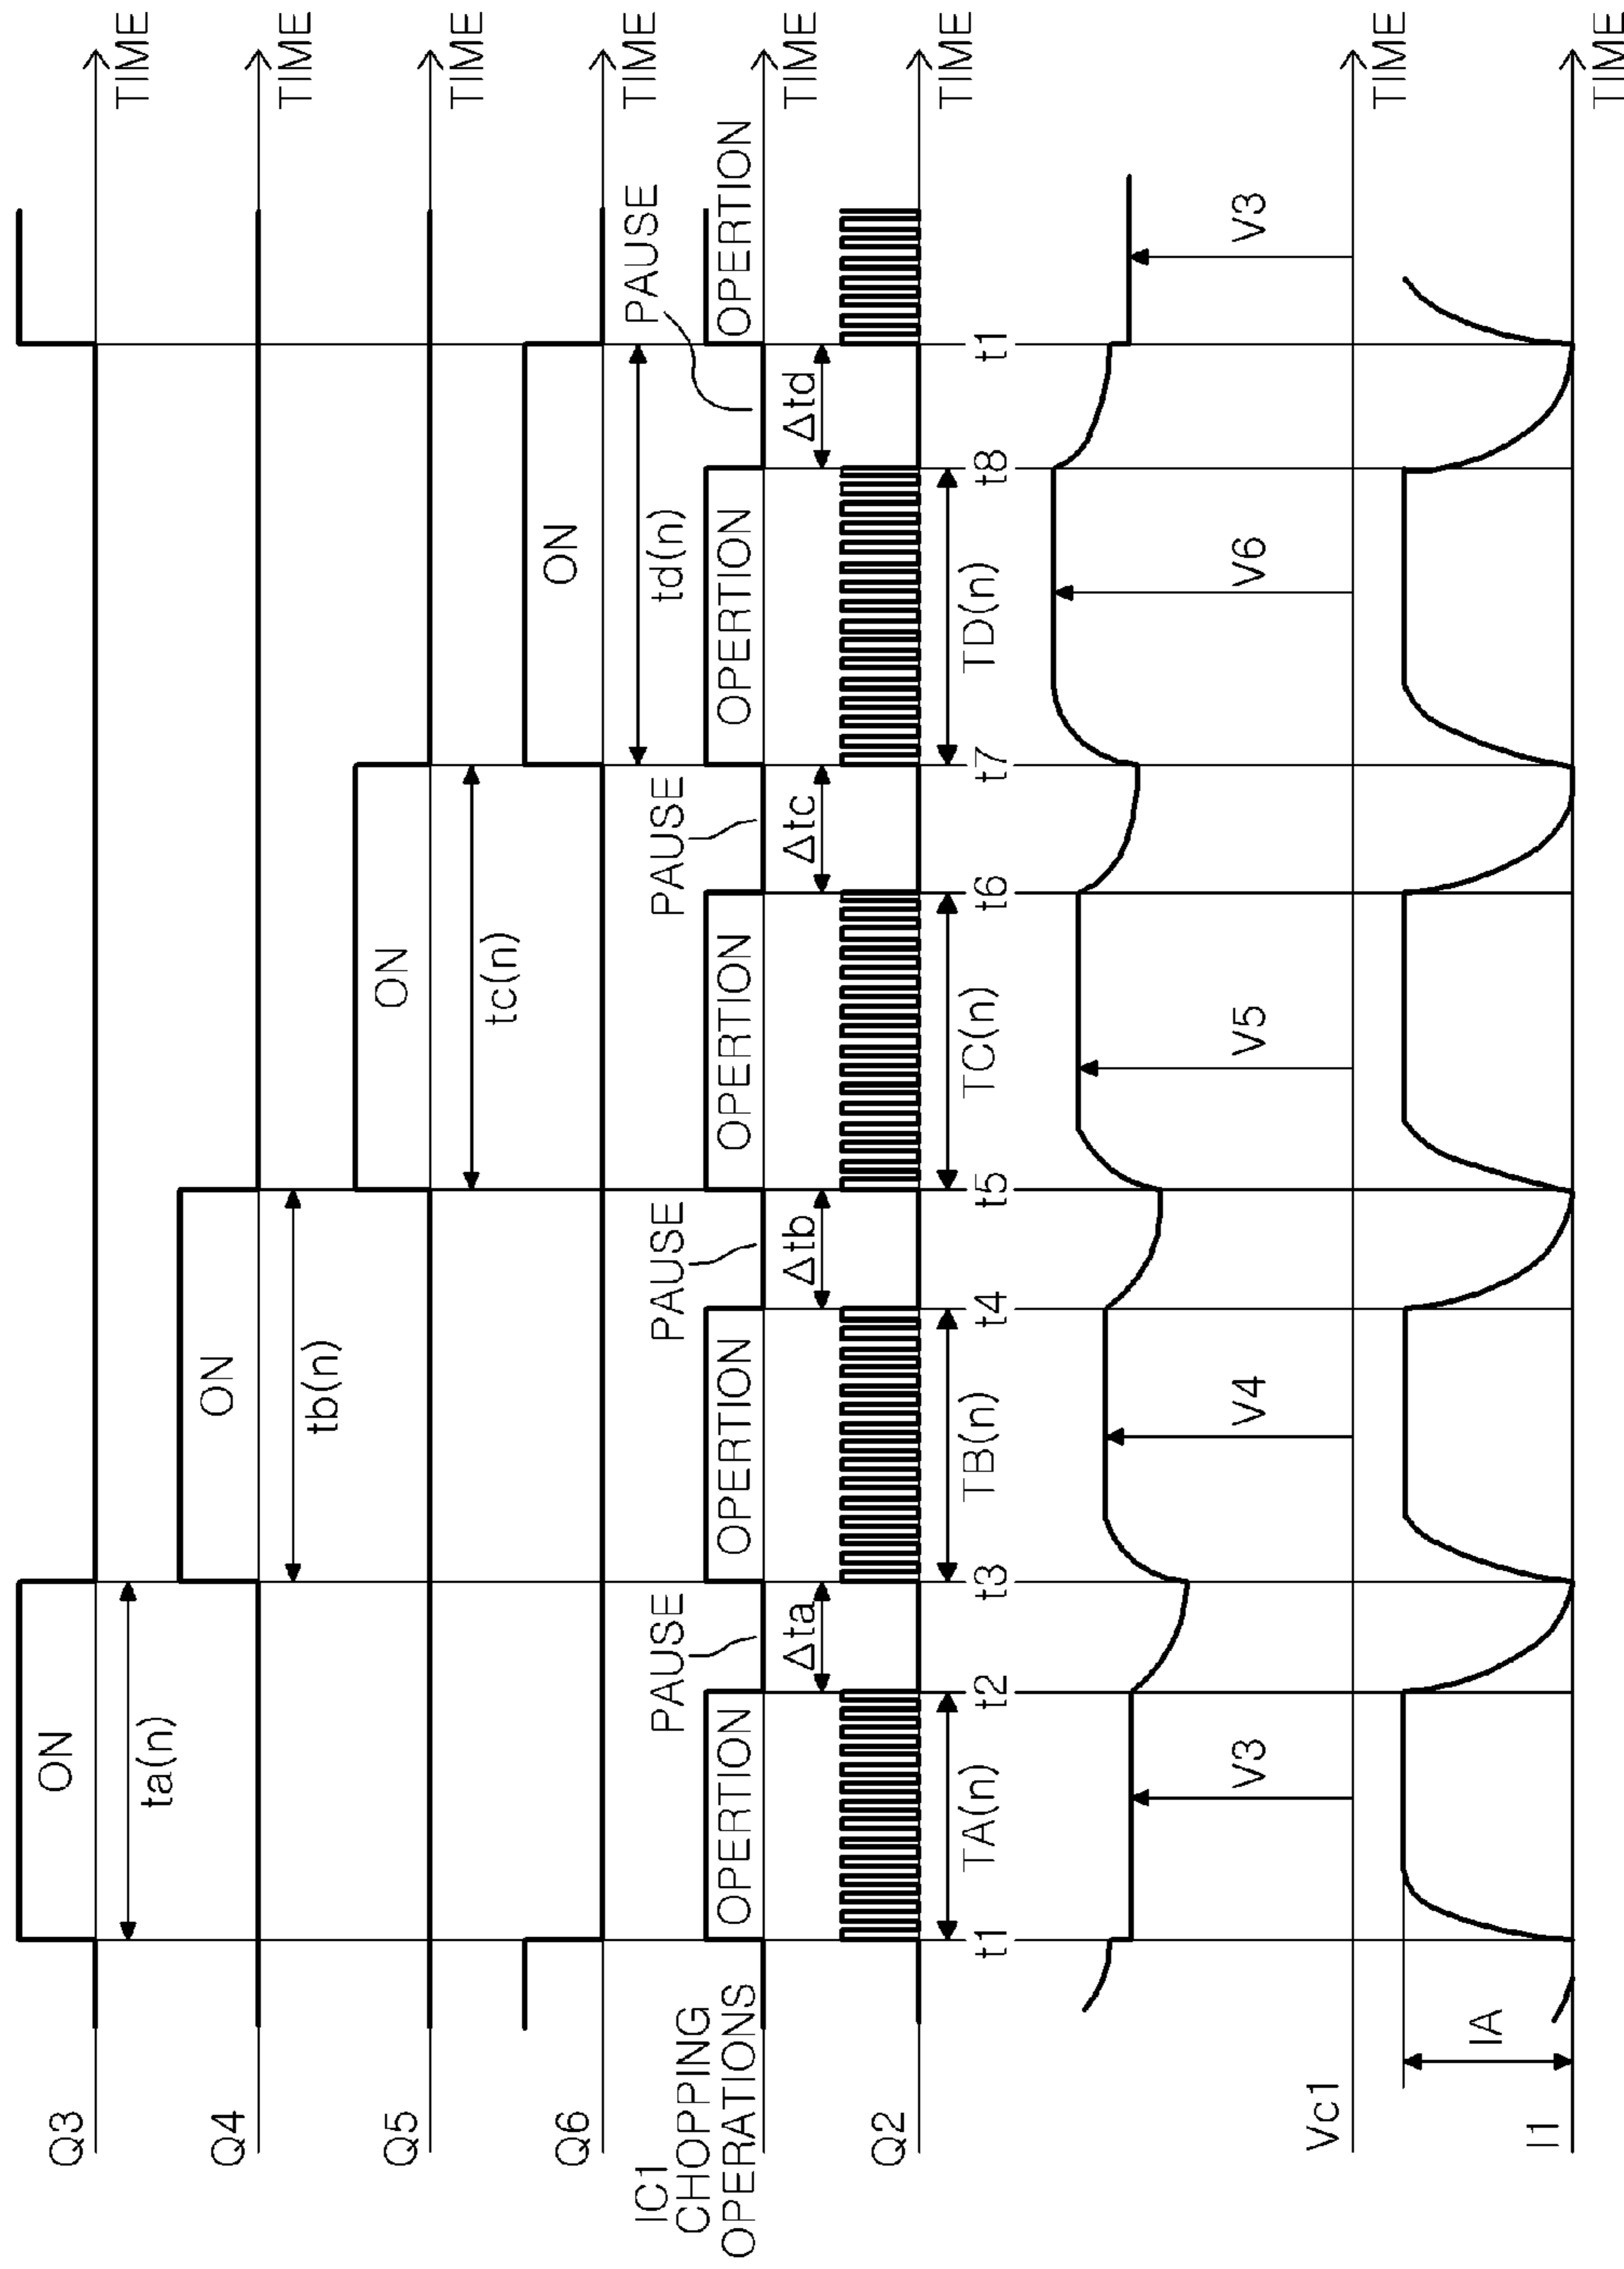 Q3
ON
ta(n)
TIME
Q4
ON
tb(n)
TIME
Q5
ON
tc(n)
TIME
Q6
ON
td(n)
TIME
IC1
CHOPPING
OPERATIONS
PAUSE
PAUSE
PAUSE
PAUSE
OPERTION
OPERTION
OPERTION
OPERTION
OPERTION
TIME
Δta
Δtb
Δtc
Δtd
Q2
TIME
TA(n)
TB(n)
TC(n)
TD(n)
t1
t2
t3
t4
t5
t6
t7
t8
t1
V3
V4
V5
V6
V3
Vc1
TIME
IA
I1
TIME